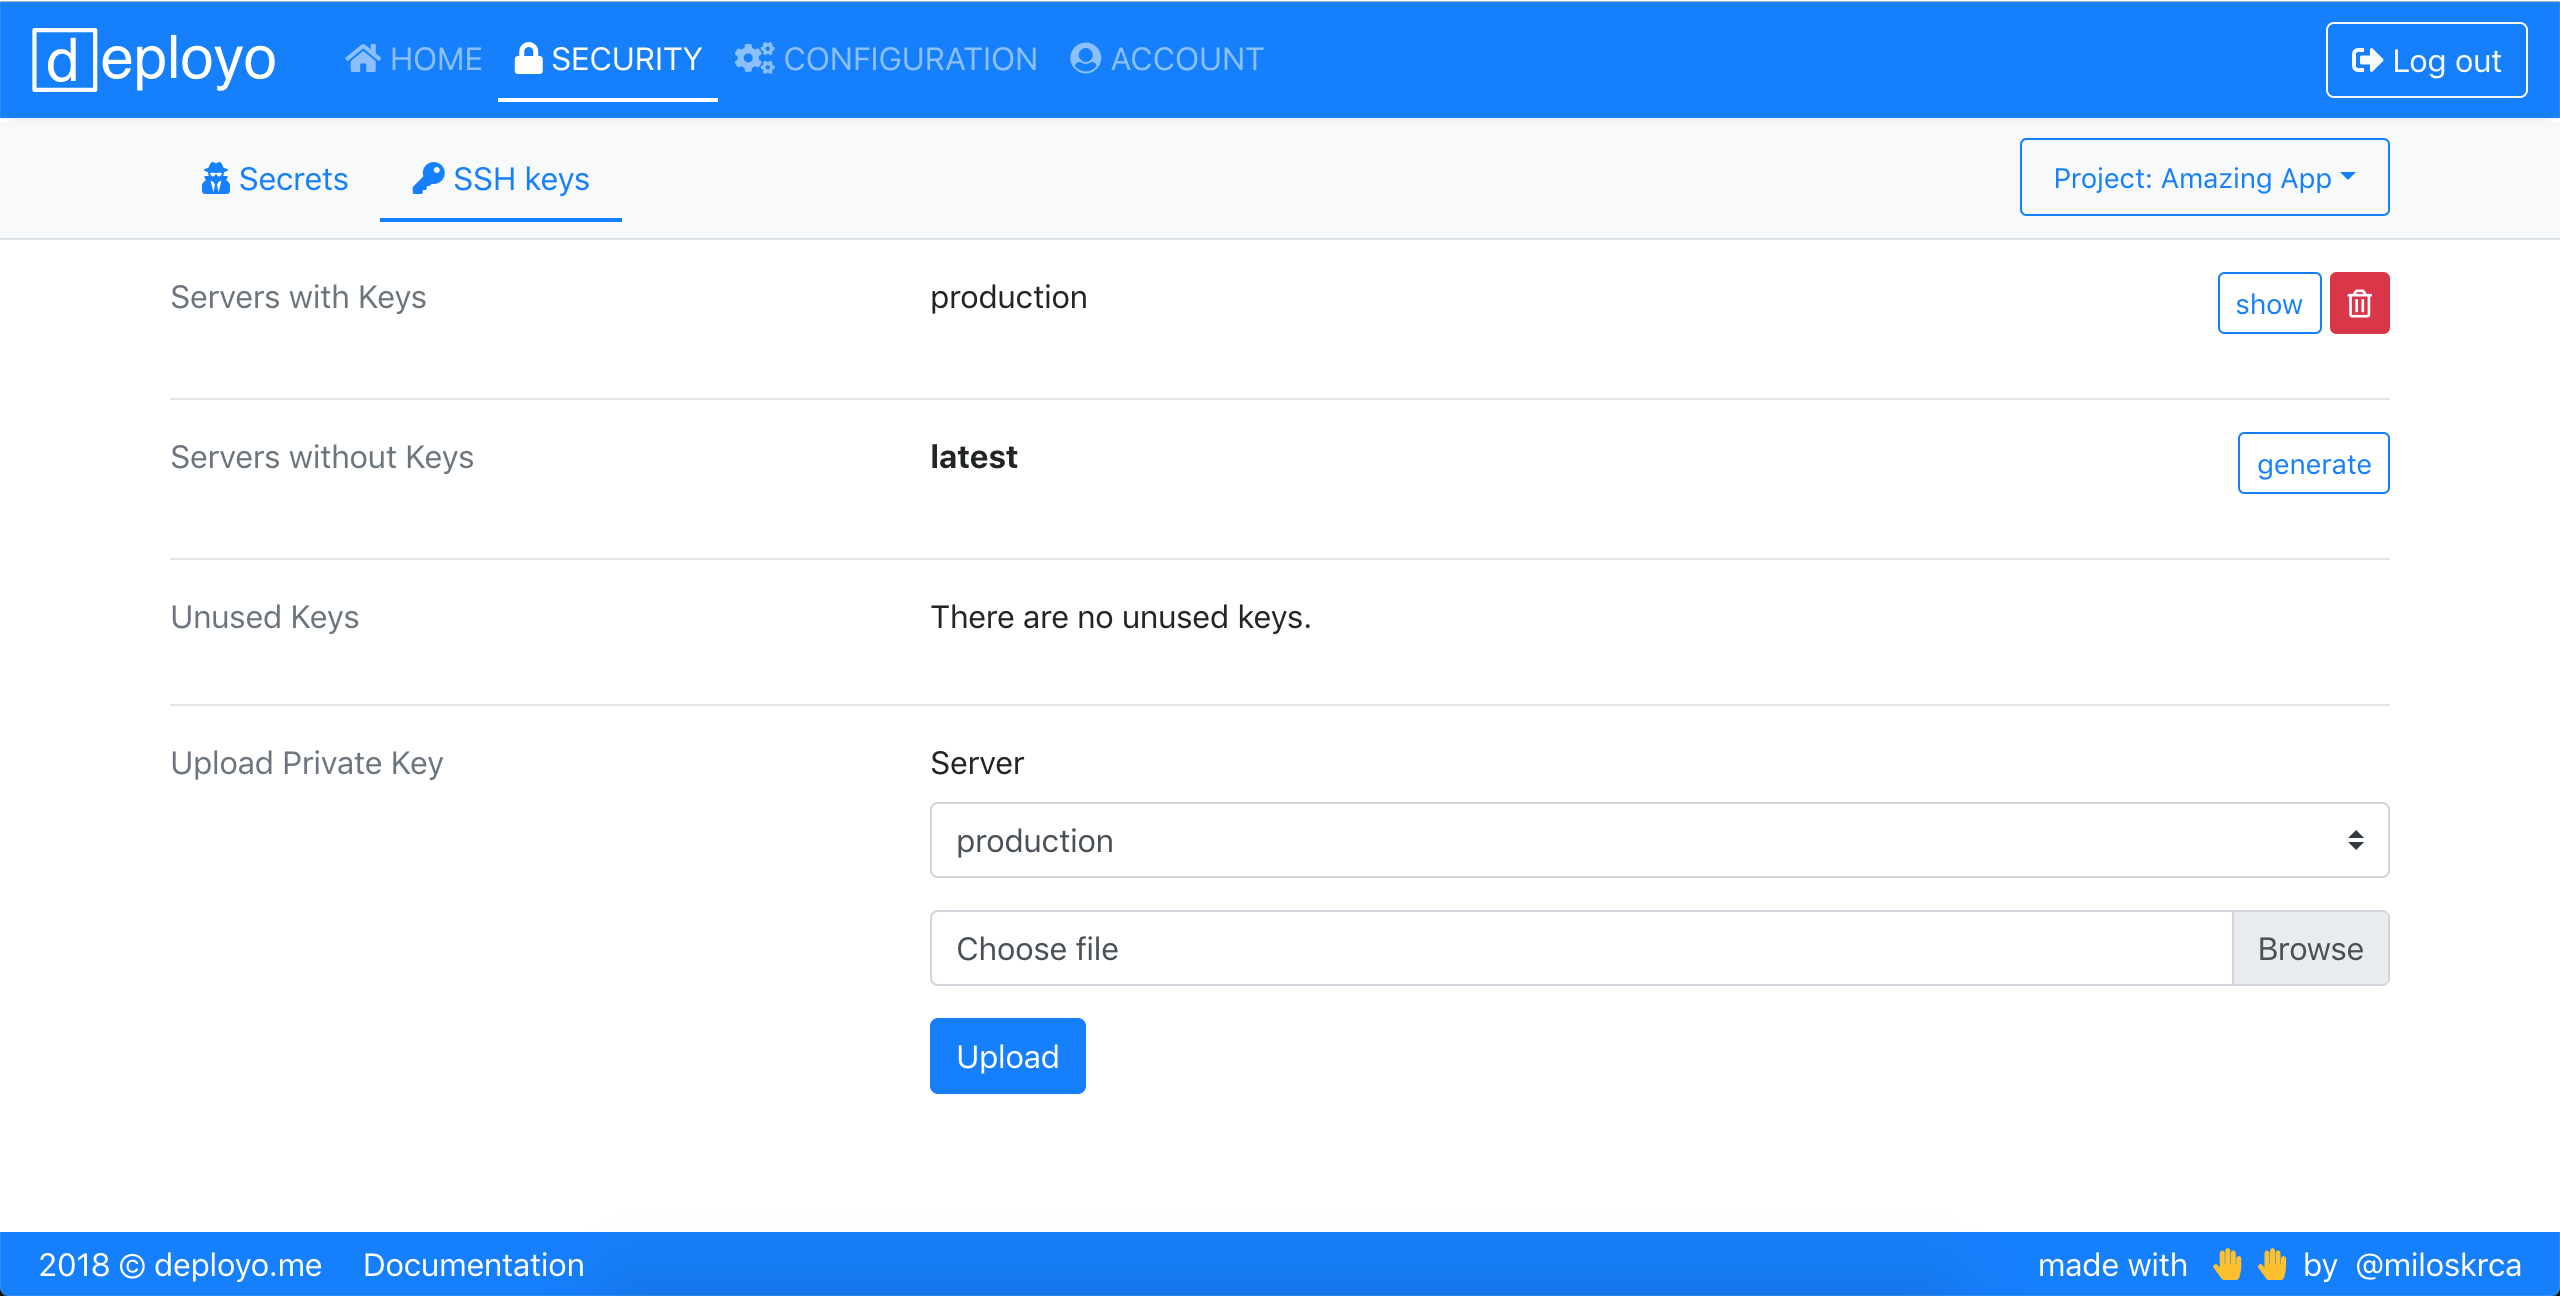 deployo HOME SECURITY CONFIGURATION ACCOUNT Log out
Secrets SSH keys Project: Amazing App
Servers with Keys production show
Servers without Keys latest generate
Unused Keys There are no unused keys.
Upload Private Key Server
production
Choose file Browse
Upload
2018 © deployo.me Documentation made with 🤚 🤚 by @miloskrca